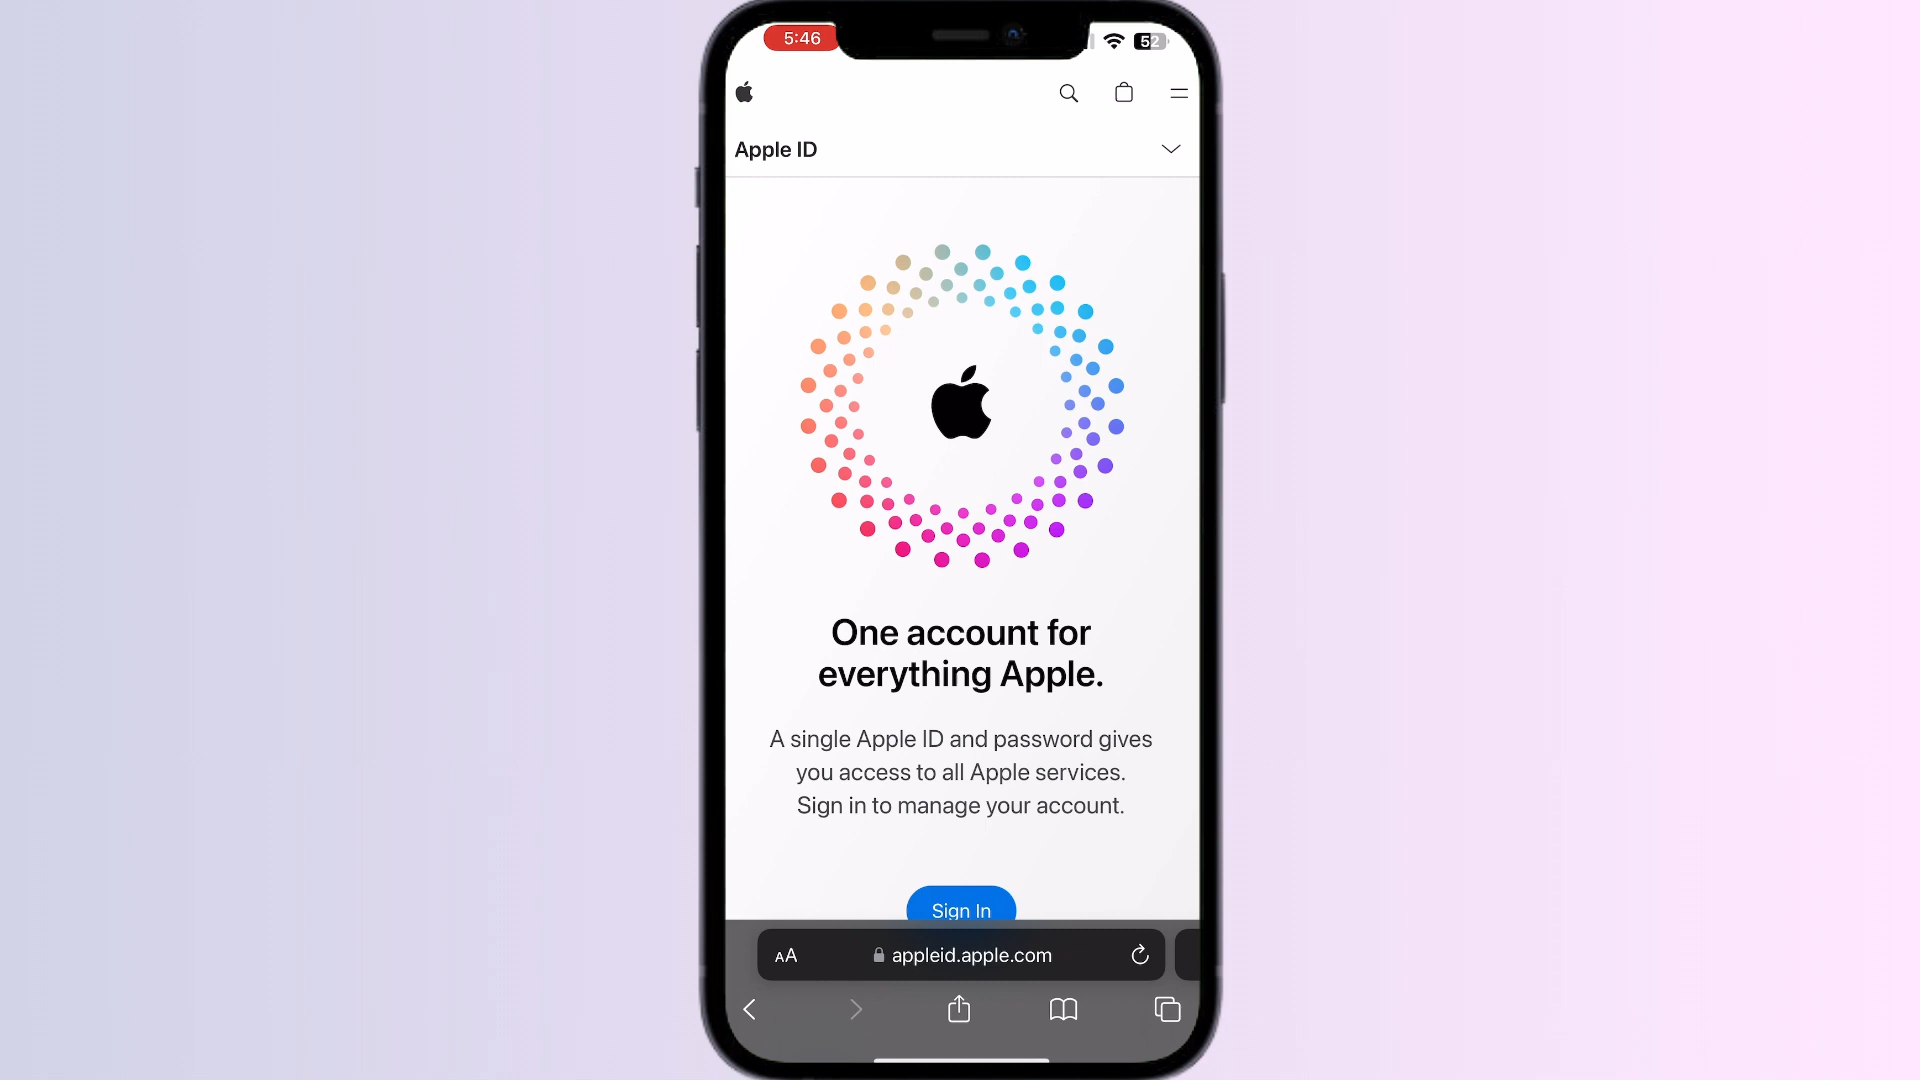 5:46
52
Apple ID
One account for
everything Apple.
A single Apple ID and password gives
you access to all Apple services.
Sign in to manage your account.
Sign In
AA
appleid.apple.com